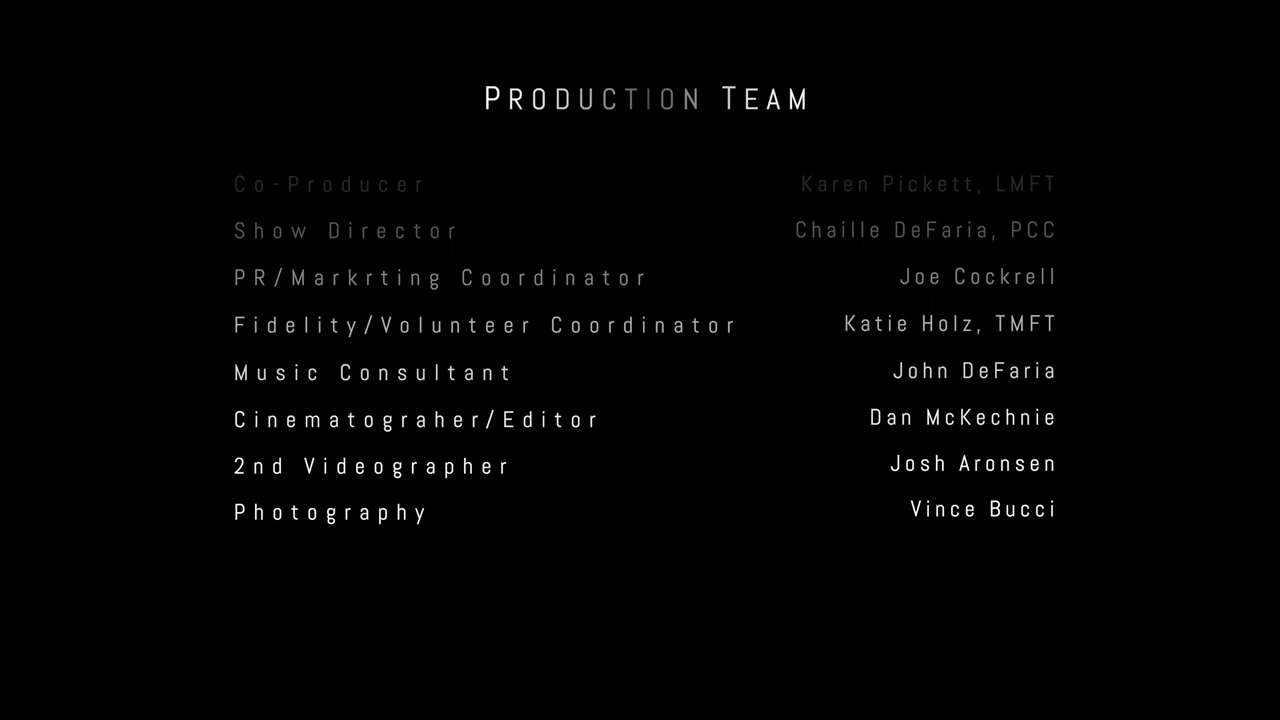 Production Team
Co-Producer Karen Pickett, LMFT
Show Director Chaille DeFaria, PCC
PR/Markrting Coordinator Joe Cockrell
Fidelity/Volunteer Coordinator Katie Holz, TMFT
Music Consultant John DeFaria
Cinematograher/Editor Dan McKechnie
2nd Videographer Josh Aronsen
Photography Vince Bucci